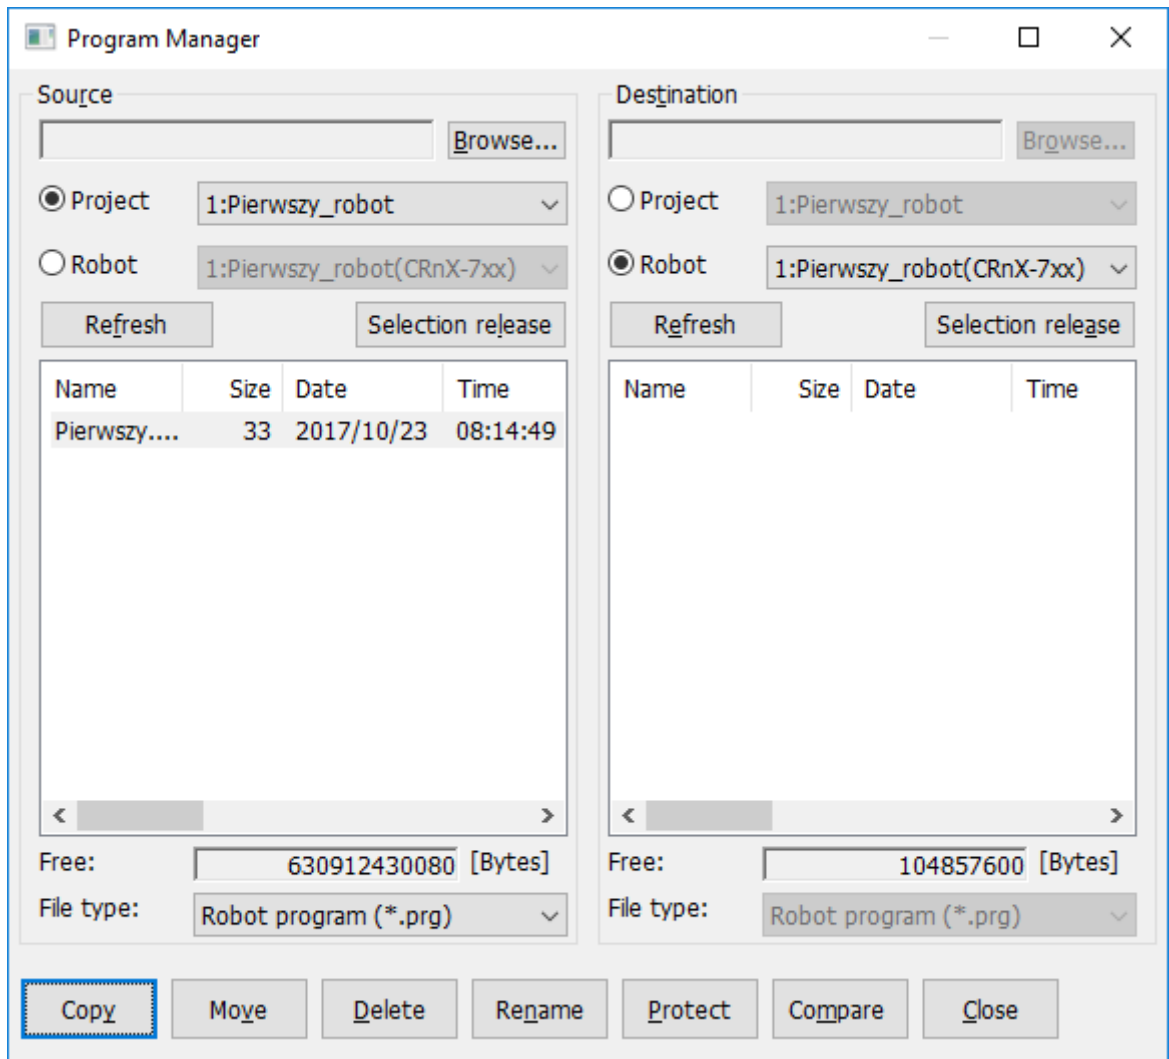 Program Manager
Source
Browse...
Project 1:Pierwszy_robot
Robot 1:Pierwszy_robot(CRnX-7xx)
Refresh Selection release
Name Size Date Time
Pierwszy.... 33 2017/10/23 08:14:49
Free: 630912430080 [Bytes]
File type: Robot program (*.prg)
Destination
Browse...
Project 1:Pierwszy_robot
Robot 1:Pierwszy_robot(CRnX-7xx)
Refresh Selection release
Name Size Date Time
Free: 104857600 [Bytes]
File type: Robot program (*.prg)
Copy Move Delete Rename Protect Compare Close